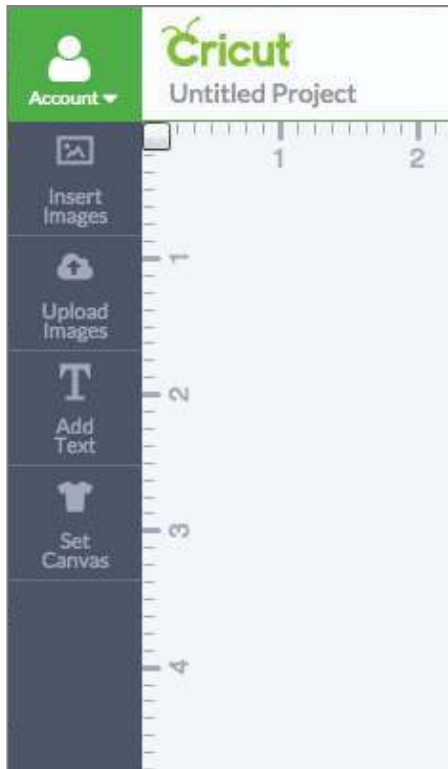 Cricut
Account
Untitled Project
1
2
Insert
Images
1
Upload
Images
T
Add
Text
2
Set
Canvas
3
4